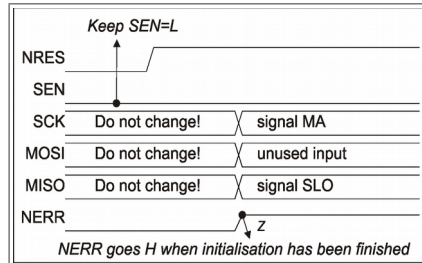 Keep SEN=L
NRES
SEN
SCK Do not change! signal MA
MOSI Do not change! unused input
MISO Do not change! signal SLO
NERR
Z
NERR goes H when initialisation has been finished